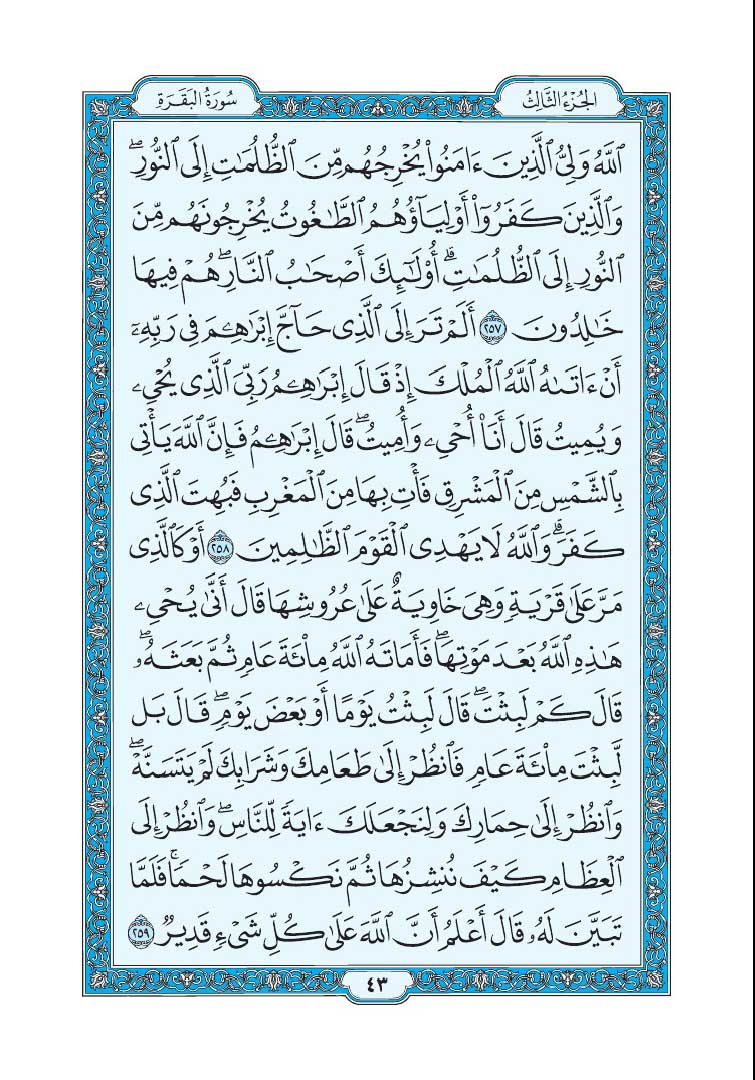 الجُزْءُ الثَّالِثُ
سُورَةُ البَقَرَةِ
ٱللَّهُ وَلِيُّ ٱلَّذِينَ ءَامَنُوا۟ يُخْرِجُهُم مِّنَ ٱلظُّلُمَٰتِ إِلَى ٱلنُّورِۖ
وَٱلَّذِينَ كَفَرُوٓا۟ أَوْلِيَآؤُهُمُ ٱلطَّٰغُوتُ يُخْرِجُونَهُم مِّنَ
ٱلنُّورِ إِلَى ٱلظُّلُمَٰتِۗ أُو۟لَٰٓئِكَ أَصْحَٰبُ ٱلنَّارِۖ هُمْ فِيهَا
خَٰلِدُونَ ٢٥٧ أَلَمْ تَرَ إِلَى ٱلَّذِى حَآجَّ إِبْرَٰهِۦمَ فِى رَبِّهِۦٓ
أَنْ ءَاتَىٰهُ ٱللَّهُ ٱلْمُلْكَ إِذْ قَالَ إِبْرَٰهِۦمُ رَبِّىَ ٱلَّذِى يُحْىِۦ
وَيُمِيتُ قَالَ أَنَا۠ أُحْىِۦ وَأُمِيتُۖ قَالَ إِبْرَٰهِۦمُ فَإِنَّ ٱللَّهَ يَأْتِى
بِٱلشَّمْسِ مِنَ ٱلْمَشْرِقِ فَأْتِ بِهَا مِنَ ٱلْمَغْرِبِ فَبُهِتَ ٱلَّذِى
كَفَرَۗ وَٱللَّهُ لَا يَهْدِى ٱلْقَوْمَ ٱلظَّٰلِمِينَ ٢٥٨ أَوْ كَٱلَّذِى
مَرَّ عَلَىٰ قَرْيَةٍ وَهِىَ خَاوِيَةٌ عَلَىٰ عُرُوشِهَا قَالَ أَنَّىٰ يُحْىِۦ
هَٰذِهِ ٱللَّهُ بَعْدَ مَوْتِهَاۖ فَأَمَاتَهُ ٱللَّهُ مِا۟ئَةَ عَامٍ ثُمَّ بَعَثَهُۥۖ
قَالَ كَمْ لَبِثْتَۖ قَالَ لَبِثْتُ يَوْمًا أَوْ بَعْضَ يَوْمٍۖ قَالَ بَل
لَّبِثْتَ مِا۟ئَةَ عَامٍ فَٱنظُرْ إِلَىٰ طَعَامِكَ وَشَرَابِكَ لَمْ يَتَسَنَّهْۖ
وَٱنظُرْ إِلَىٰ حِمَارِكَ وَلِنَجْعَلَكَ ءَايَةً لِّلنَّاسِۖ وَٱنظُرْ إِلَى
ٱلْعِظَامِ كَيْفَ نُنشِزُهَا ثُمَّ نَكْسُوهَا لَحْمًاۚ فَلَمَّا
تَبَيَّنَ لَهُۥ قَالَ أَعْلَمُ أَنَّ ٱللَّهَ عَلَىٰ كُلِّ شَىْءٍ قَدِيرٌ ٢٥٩
٤٣